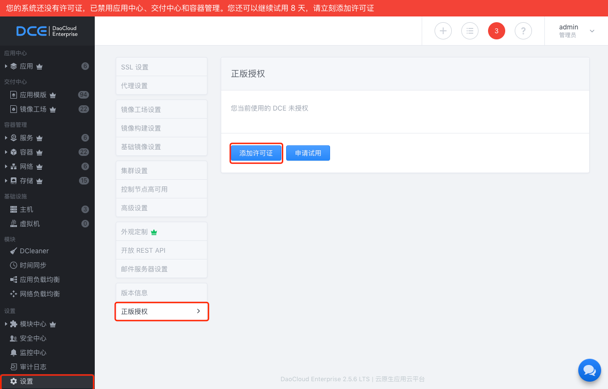 您的系统还没有许可证，已禁用应用中心、交付中心和容器管理。您还可以继续试用 8 天，请立刻添加许可证
DCE DaoCloud Enterprise
3
?
admin
管理员
应用中心
应用 6
交付中心
应用模版 94
镜像工场 23
容器管理
服务 6
容器 22
网络 6
存储 16
基础设施
主机 3
虚拟机 0
模块
DCleaner
时间同步
应用负载均衡
网络负载均衡
设置
模块中心
安全中心
监控中心
审计日志
设置
SSL 设置
代理设置
镜像工场设置
镜像构建设置
基础镜像设置
集群设置
控制节点高可用
高级设置
外观定制
开放 REST API
邮件服务器设置
版本信息
正版授权
正版授权
您当前使用的 DCE 未授权
添加许可证
申请试用
DaoCloud Enterprise 2.9.6 LTS | 云原生应用云平台